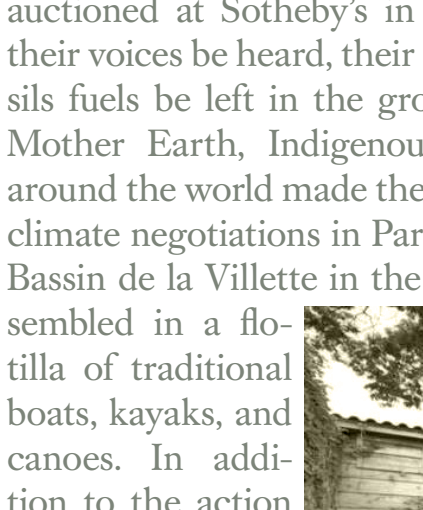 auctioned at Sotheby’s in
their voices be heard, their
sils fuels be left in the gro
Mother Earth, Indigenou
around the world made the
climate negotiations in Par
Bassin de la Villette in the
sembled in a flo-
tilla of traditional
boats, kayaks, and
canoes. In addi-
tion to the action